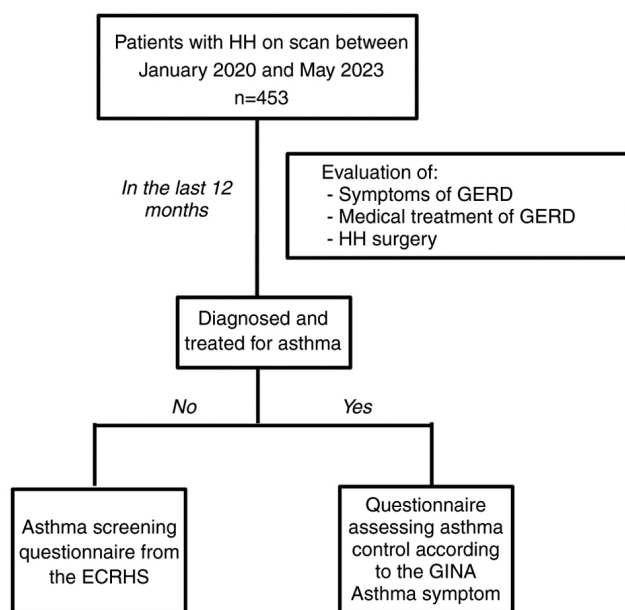 Patients with HH on scan between
January 2020 and May 2023
n=453
In the last 12
months
Evaluation of:
- Symptoms of GERD
- Medical treatment of GERD
- HH surgery
Diagnosed and
treated for asthma
No
Yes
Asthma screening
questionnaire from
the ECRHS
Questionnaire
assessing asthma
control according
to the GINA
Asthma symptom